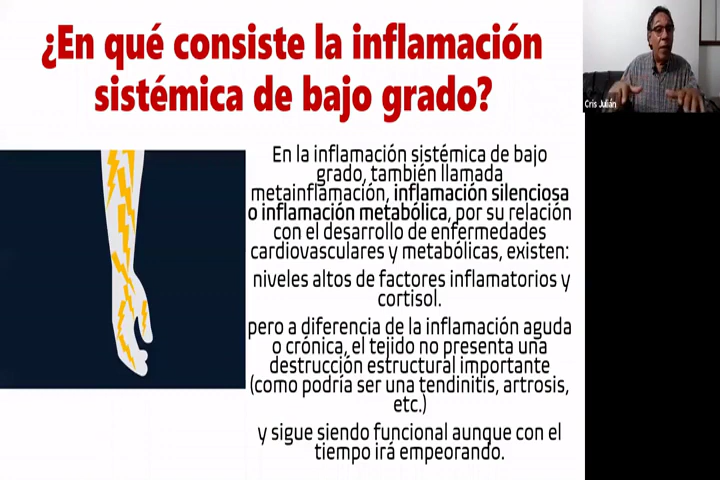 ¿En qué consiste la inflamación
sistémica de bajo grado?
Cris Julián
En la inflamación sistémica de bajo
grado, también llamada
metainflamación, inflamación silenciosa
o inflamación metabólica, por su relación
con el desarrollo de enfermedades
cardiovasculares y metabólicas, existen:
niveles altos de factores inflamatorios y
cortisol.
pero a diferencia de la inflamación aguda
o crónica, el tejido no presenta una
destrucción estructural importante
(como podría ser una tendinitis, artrosis,
etc.)
y sigue siendo funcional aunque con el
tiempo irá empeorando.